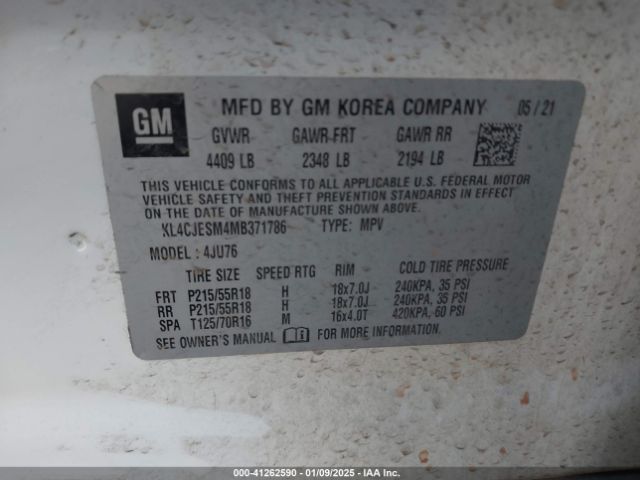 GM MFD BY GM KOREA COMPANY 05 / 21
GVWR GAWR FRT GAWR RR
4409 LB 2348 LB 2194 LB
THIS VEHICLE CONFORMS TO ALL APPLICABLE U.S. FEDERAL MOTOR
VEHICLE SAFETY AND THEFT PREVENTION STANDARDS IN EFFECT
ON THE DATE OF MANUFACTURE SHOWN ABOVE.
KL4CJESM4MB371786 TYPE: MPV
MODEL: 4JU76
TIRE SIZE SPEED RTG RIM COLD TIRE PRESSURE
FRT P215/55R18 H 18x7.0J 240KPA, 35 PSI
RR P215/55R18 H 18x7.0J 240KPA, 35 PSI
SPA T125/70R16 M 16x4.0T 420KPA, 60 PSI
SEE OWNER'S MANUAL FOR MORE INFORMATION.
000-41262590 - 01/09/2025 - IAA Inc.